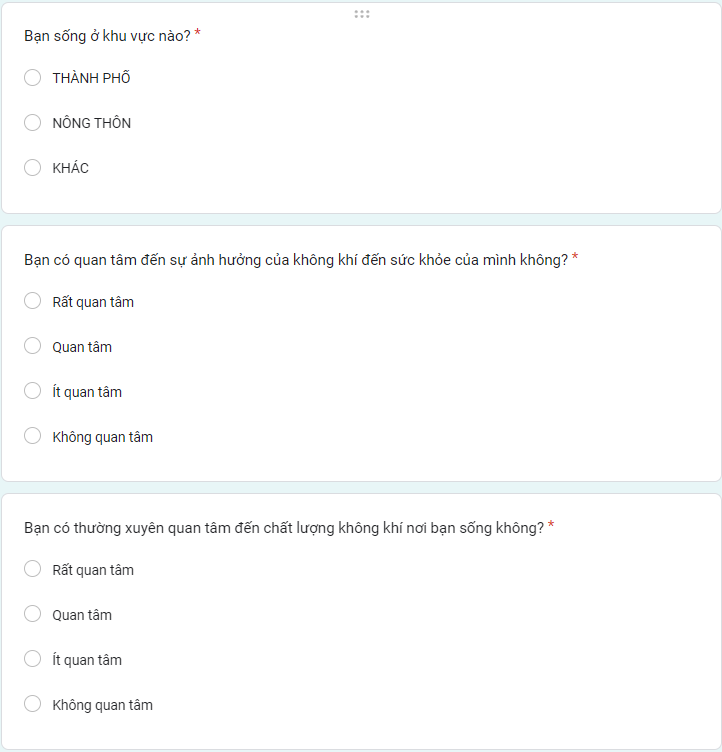 Bạn sống ở khu vực nào? *
THÀNH PHỐ
NÔNG THÔN
KHÁC
Bạn có quan tâm đến sự ảnh hưởng của không khí đến sức khỏe của mình không? *
Rất quan tâm
Quan tâm
Ít quan tâm
Không quan tâm
Bạn có thường xuyên quan tâm đến chất lượng không khí nơi bạn sống không? *
Rất quan tâm
Quan tâm
Ít quan tâm
Không quan tâm